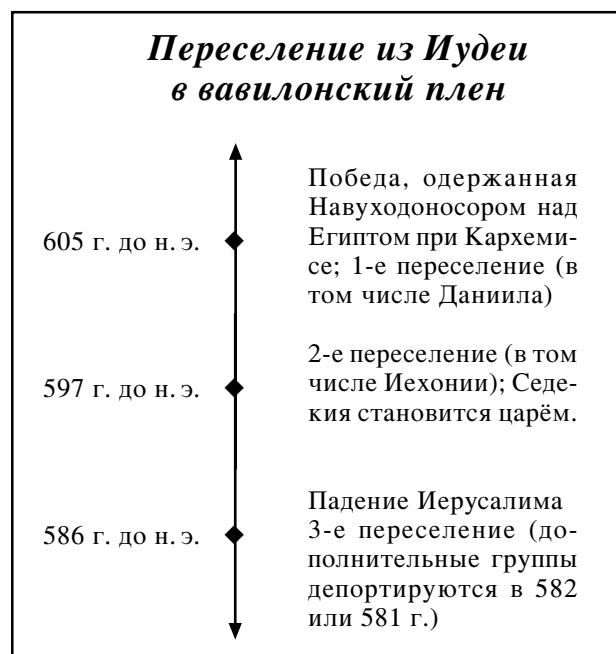 Переселение из Иудеи
в вавилонский плен
605 г. до н. э.
Победа, одержанная
Навуходоносором над
Египтом при Кархеми-
се; 1-е переселение (в
том числе Даниила)
597 г. до н. э.
2-е переселение (в том
числе Иехонии); Седе-
кия становится царём.
586 г. до н. э.
Падение Иерусалима
3-е переселение (до-
полнительные группы
депортируются в 582
или 581 г.)